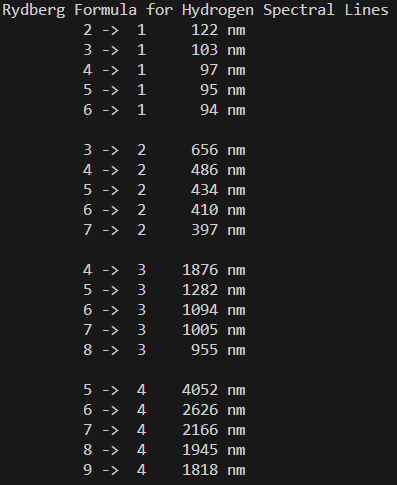 Rydberg Formula for Hydrogen Spectral Lines
2 -> 1 122 nm
3 -> 1 103 nm
4 -> 1 97 nm
5 -> 1 95 nm
6 -> 1 94 nm
3 -> 2 656 nm
4 -> 2 486 nm
5 -> 2 434 nm
6 -> 2 410 nm
7 -> 2 397 nm
4 -> 3 1876 nm
5 -> 3 1282 nm
6 -> 3 1094 nm
7 -> 3 1005 nm
8 -> 3 955 nm
5 -> 4 4052 nm
6 -> 4 2626 nm
7 -> 4 2166 nm
8 -> 4 1945 nm
9 -> 4 1818 nm